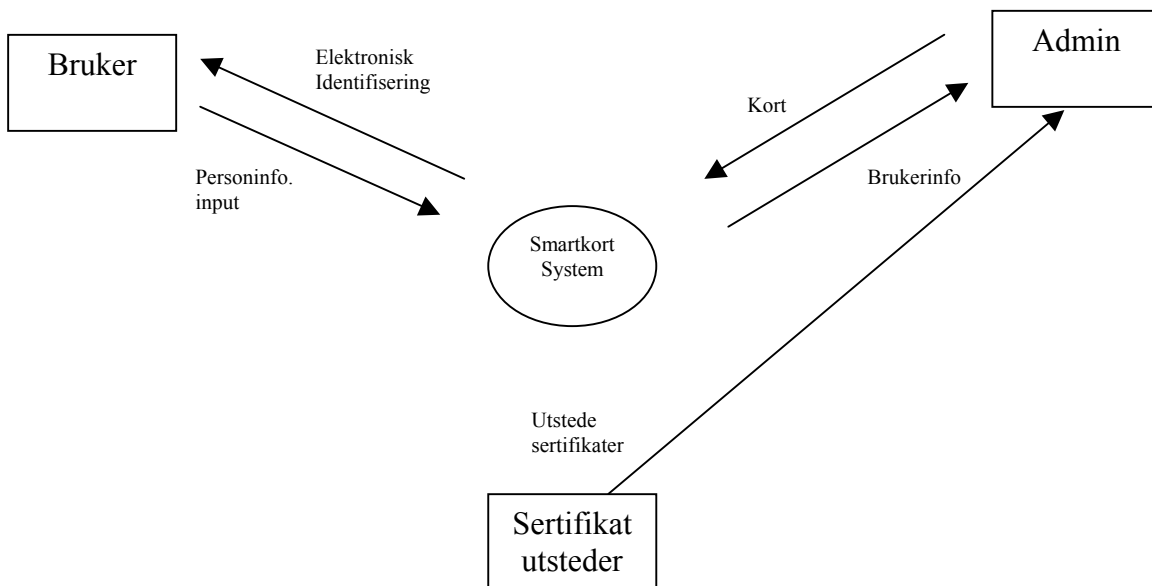 Bruker
Elektronisk
Identifisering
Personinfo.
input
Admin
Kort
Brukerinfo
Smartkort
System
Utstede
sertifikater
Sertifikat
utsteder